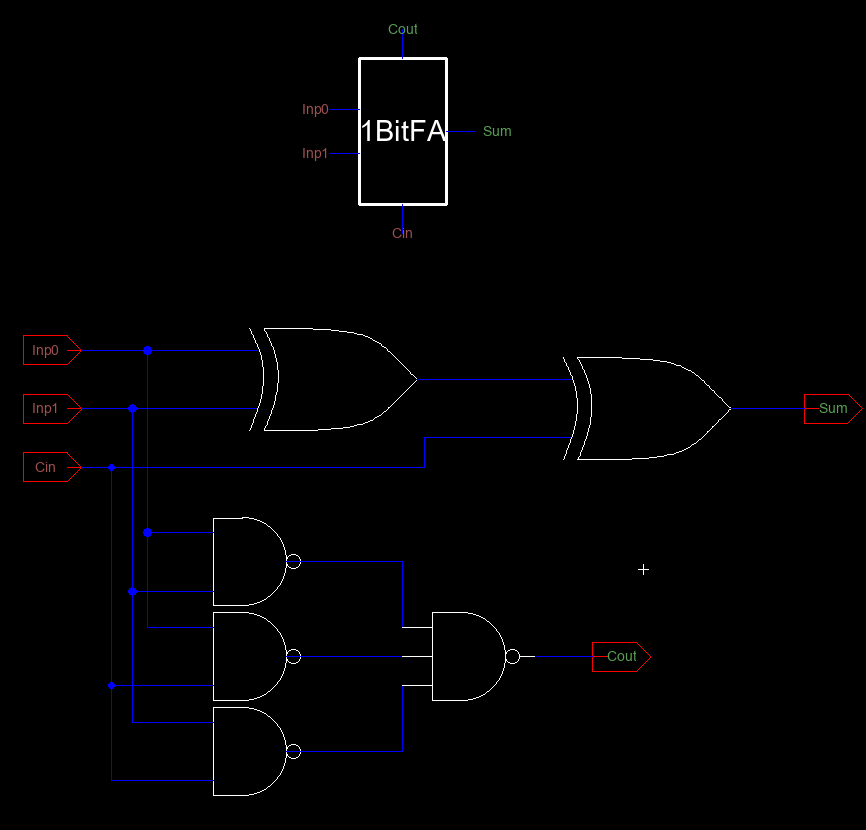 Cout
Inp0
1BitFA
Sum
Inp1
Cin
Inp0
Inp1
Sum
Cin
Cout